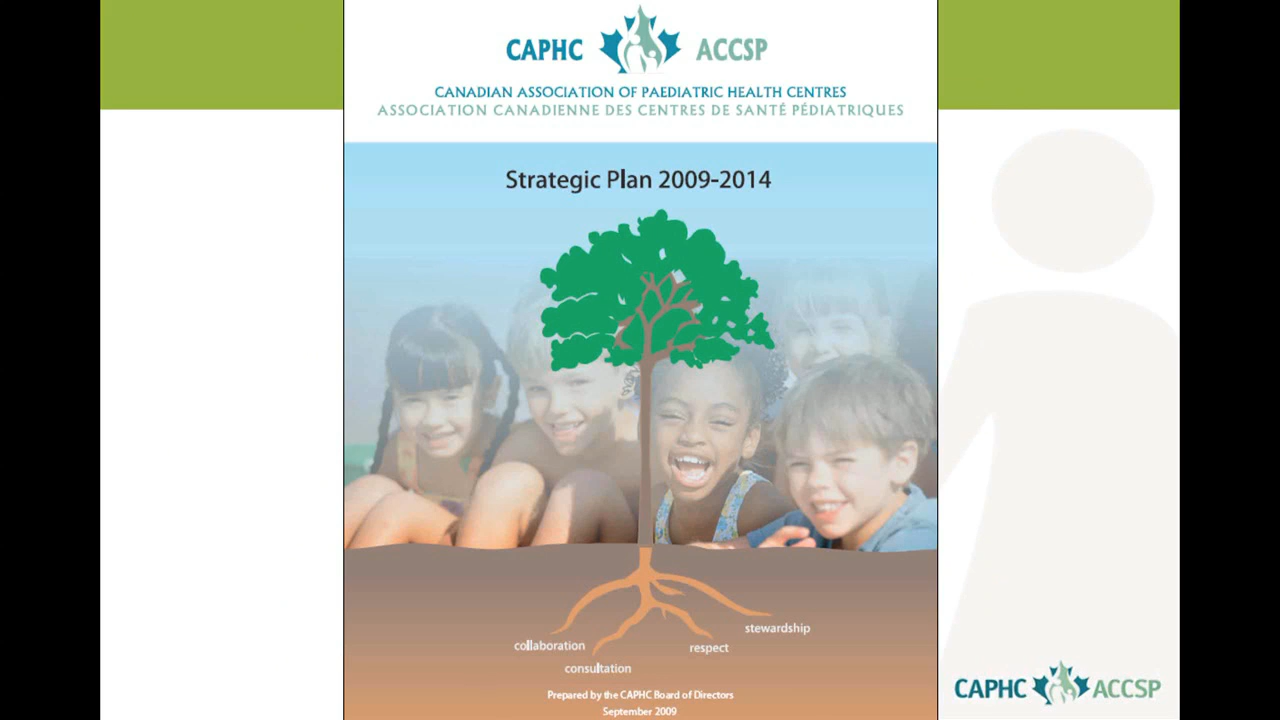 CAPHC ACCSP
CANADIAN ASSOCIATION OF PAEDIATRIC HEALTH CENTRES
ASSOCIATION CANADIENNE DES CENTRES DE SANTÉ PÉDIATRIQUES
Strategic Plan 2009-2014
stewardship
collaboration
respect
consultation
Prepared by the CAPHC Board of Directors
September 2009
CAPHC ACCSP